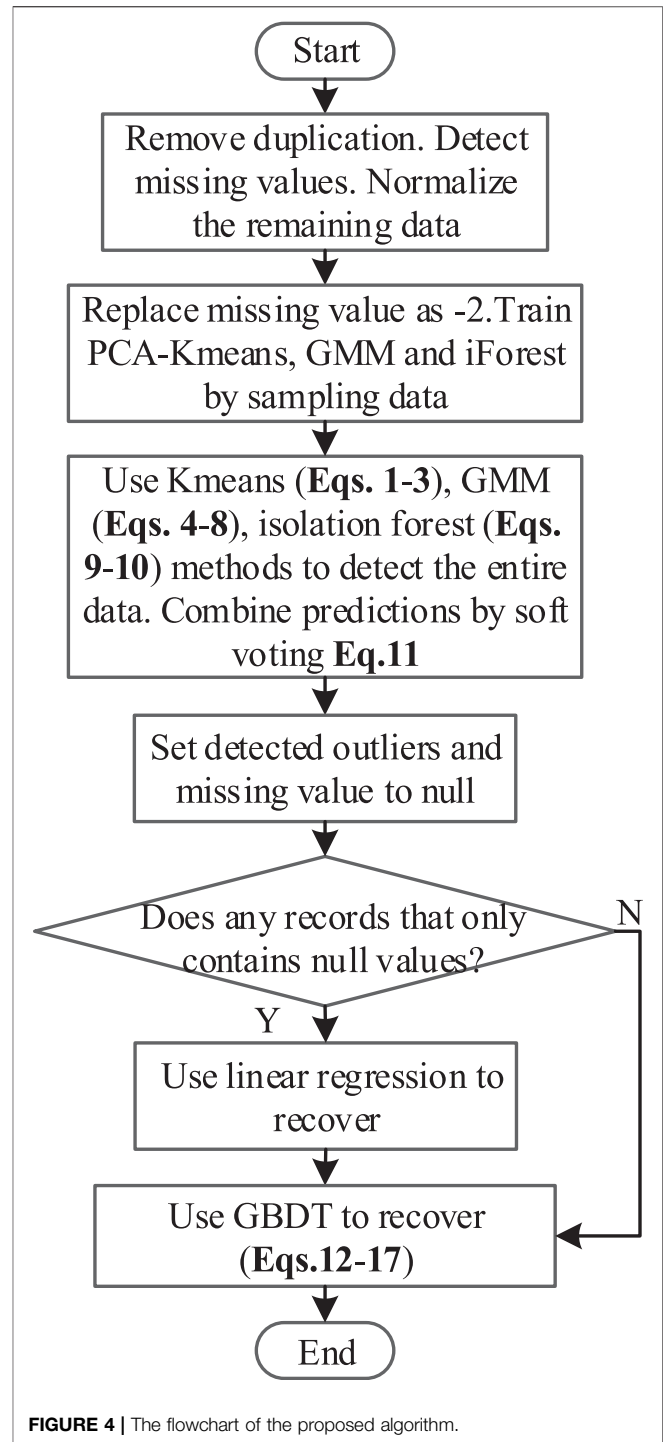 Start
Remove duplication. Detect
missing values. Normalize
the remaining data
Replace missing value as -2.Train
PCA-Kmeans, GMM and iForest
by sampling data
Use Kmeans (Eqs. 1-3), GMM
(Eqs. 4-8), isolation forest (Eqs.
9-10) methods to detect the entire
data. Combine predictions by soft
voting Eq.11
Set detected outliers and
missing value to null
Does any records that only
contains null values?
N
Y
Use linear regression to
recover
Use GBDT to recover
(Eqs.12-17)
End
FIGURE 4 | The flowchart of the proposed algorithm.